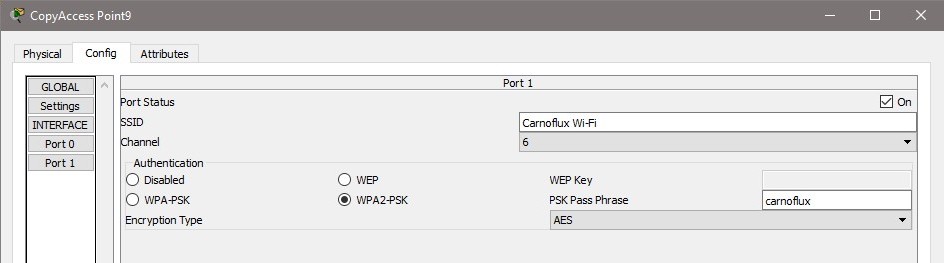 CopyAccess Point9
Physical Config Attributes
GLOBAL
Settings
INTERFACE
Port 0
Port 1
Port 1
Port Status On
SSID Carnoflux Wi-Fi
Channel 6
Authentication
Disabled WEP WEP Key
WPA-PSK WPA2-PSK PSK Pass Phrase carnoflux
Encryption Type AES